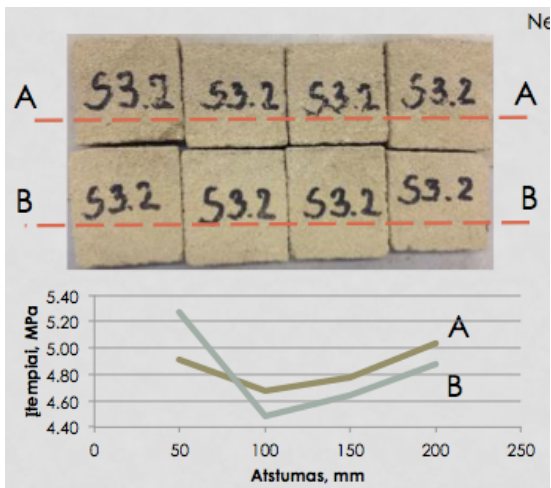 Ne
A S3.2 S3.2 S3.2 S3.2 A
B S3.2 S3.2 S3.2 S3.2 B
5.40
5.20
5.00
4.80
4.60
4.40
Įtempiai, MPa
A
B
0 50 100 150 200 250
Atstumas, mm